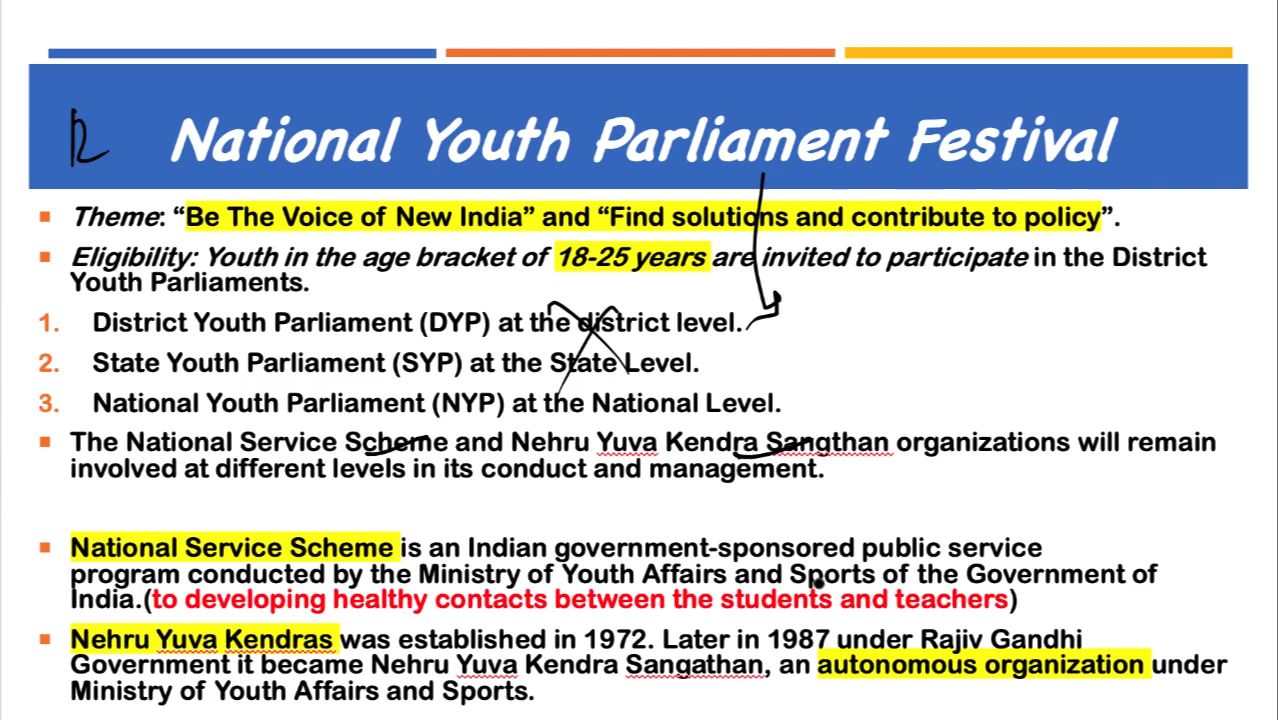 National Youth Parliament Festival
Theme: “Be The Voice of New India” and “Find solutions and contribute to policy”.
Eligibility: Youth in the age bracket of 18-25 years are invited to participate in the District
Youth Parliaments.
1. District Youth Parliament (DYP) at the district level.
2. State Youth Parliament (SYP) at the State Level.
3. National Youth Parliament (NYP) at the National Level.
The National Service Scheme and Nehru Yuva Kendra Sangthan organizations will remain
involved at different levels in its conduct and management.
National Service Scheme is an Indian government-sponsored public service
program conducted by the Ministry of Youth Affairs and Sports of the Government of
India.(to developing healthy contacts between the students and teachers)
Nehru Yuva Kendras was established in 1972. Later in 1987 under Rajiv Gandhi
Government it became Nehru Yuva Kendra Sangathan, an autonomous organization under
Ministry of Youth Affairs and Sports.